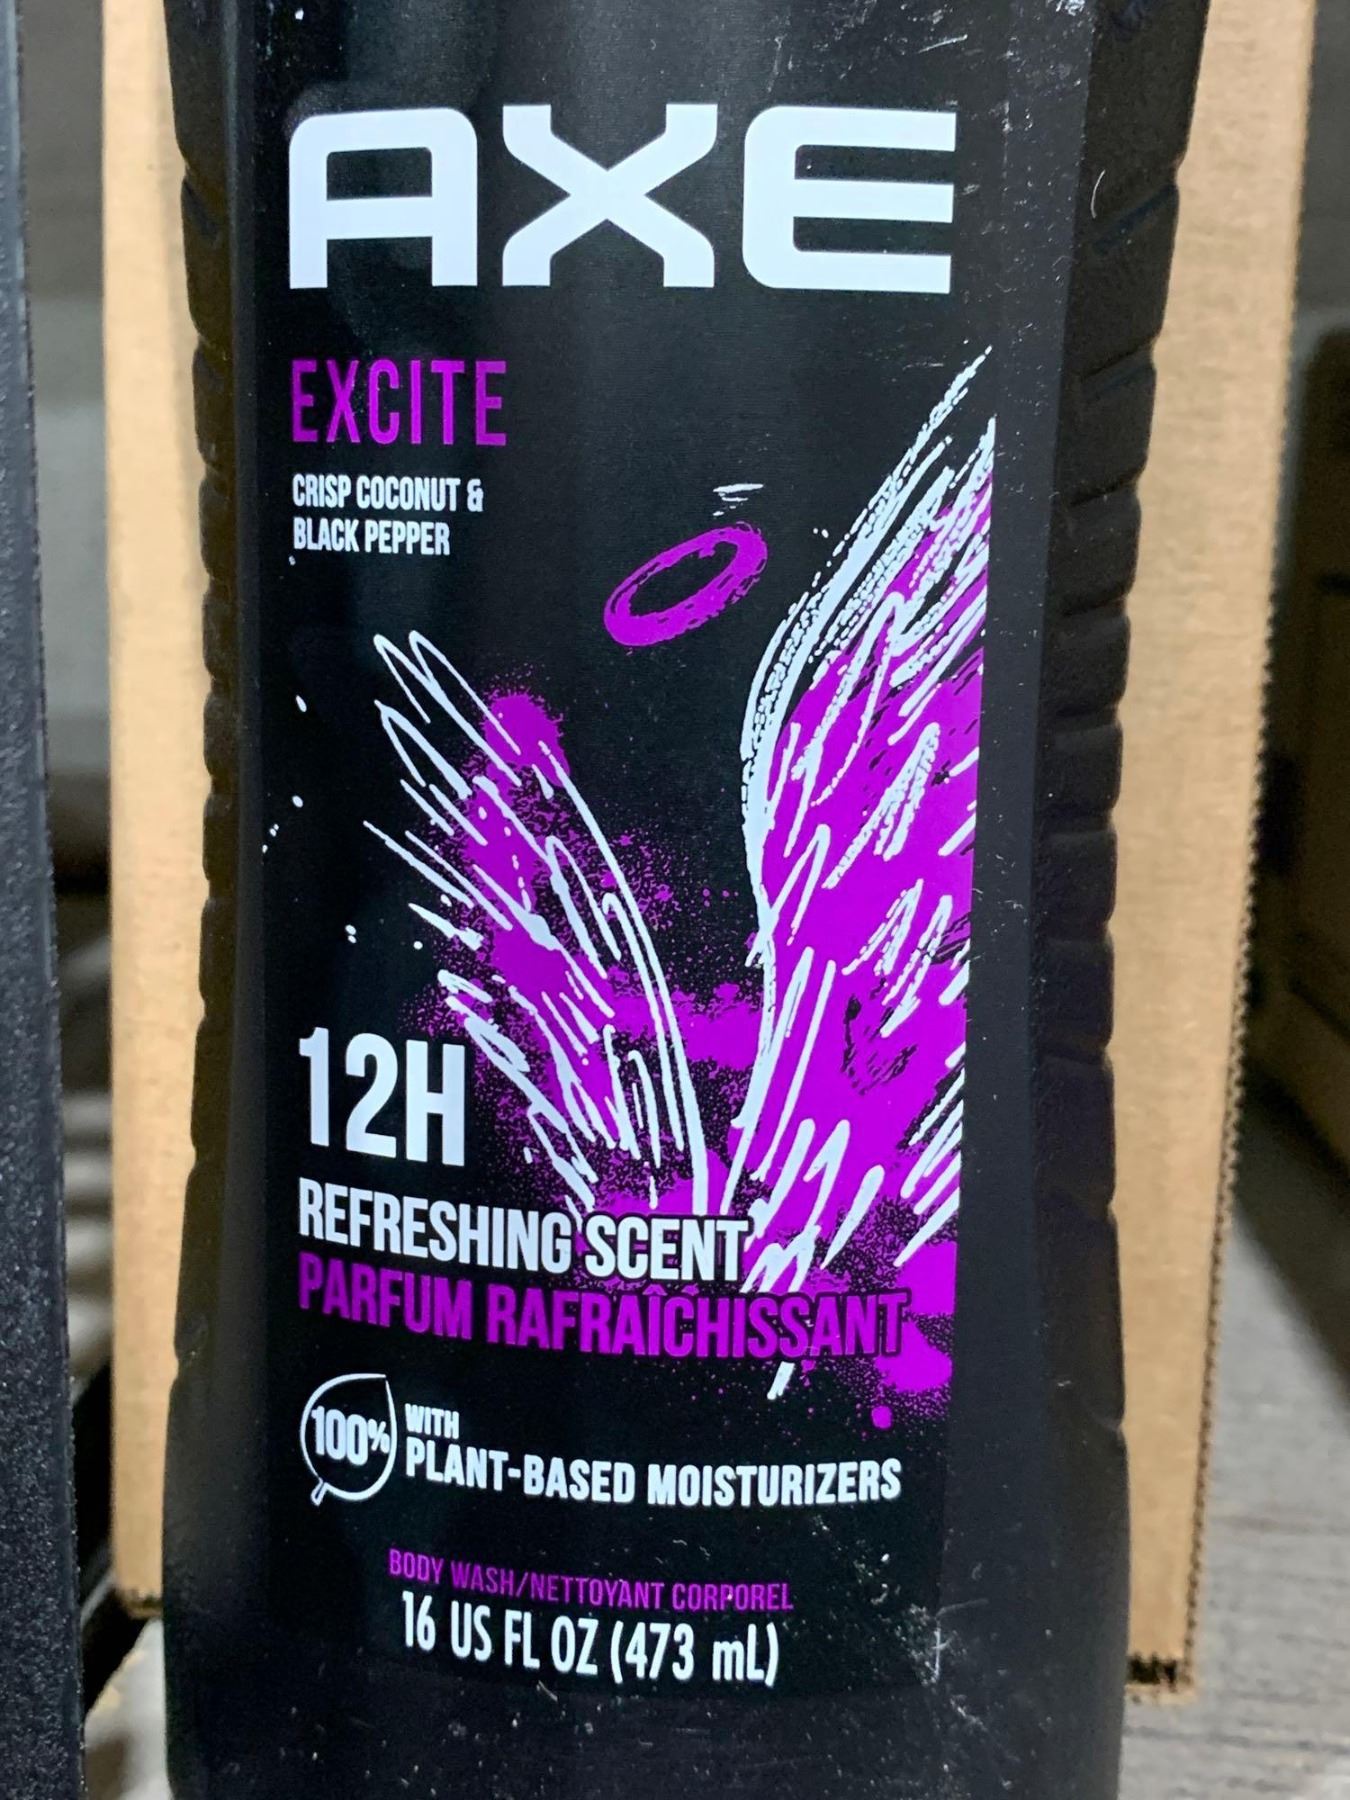 AXE
EXCITE
CRISP COCONUT &
BLACK PEPPER
12H
REFRESHING SCENT
PARFUM RAFRAÎCHISSANT
100%
WITH
PLANT-BASED MOISTURIZERS
BODY WASH/NETTOYANT CORPOREL
16 US FL OZ (473 mL)